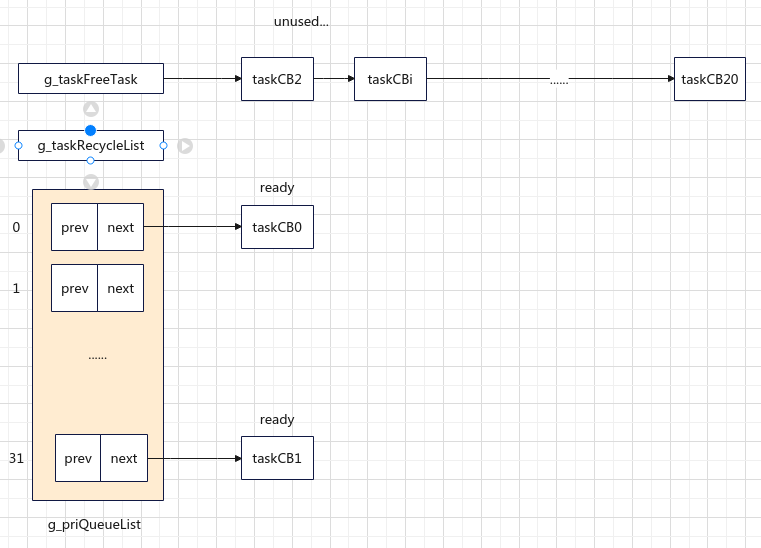 unused...
g_taskFreeTask
taskCB2
taskCBi
......
taskCB20
g_taskRecycleList
ready
0
prev
next
taskCB0
1
prev
next
......
ready
31
prev
next
taskCB1
g_priQueueList